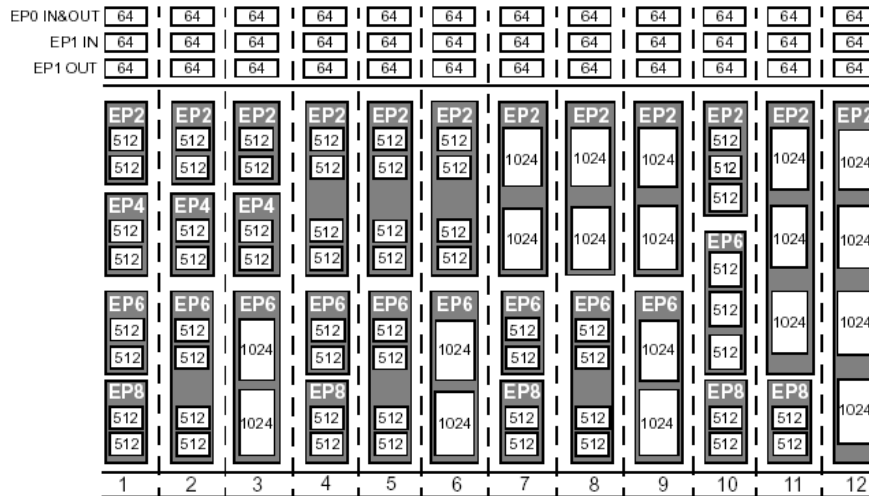 EP0 IN&OUT 64 64 64 64 64 64 64 64 64 64 64 64
EP1 IN 64 64 64 64 64 64 64 64 64 64 64 64
EP1 OUT 64 64 64 64 64 64 64 64 64 64 64 64
EP2 EP2 EP2 EP2 EP2 EP2 EP2 EP2 EP2 EP2 EP2 EP2
512 512 512 512 512 512 512
1024 1024 1024 1024 1024
512 512 512 512 512 512 512
512
EP4 EP4 EP4
512 512 512 512 512 512
1024 1024 1024 EP6 1024 1024
512 512 512 512 512 512 512
EP6 EP6 EP6 EP6 EP6 EP6 EP6 EP6 EP6 512
512 512 512 512 512 512 1024 1024
1024 1024 1024
512 512 512 512 512 512 512
EP8 EP8 EP8 EP8 EP8
512 512 512 512 512 512 512 512 1024
1024 1024 1024
512 512 512 512 512 512 512 512
1 2 3 4 5 6 7 8 9 10 11 12